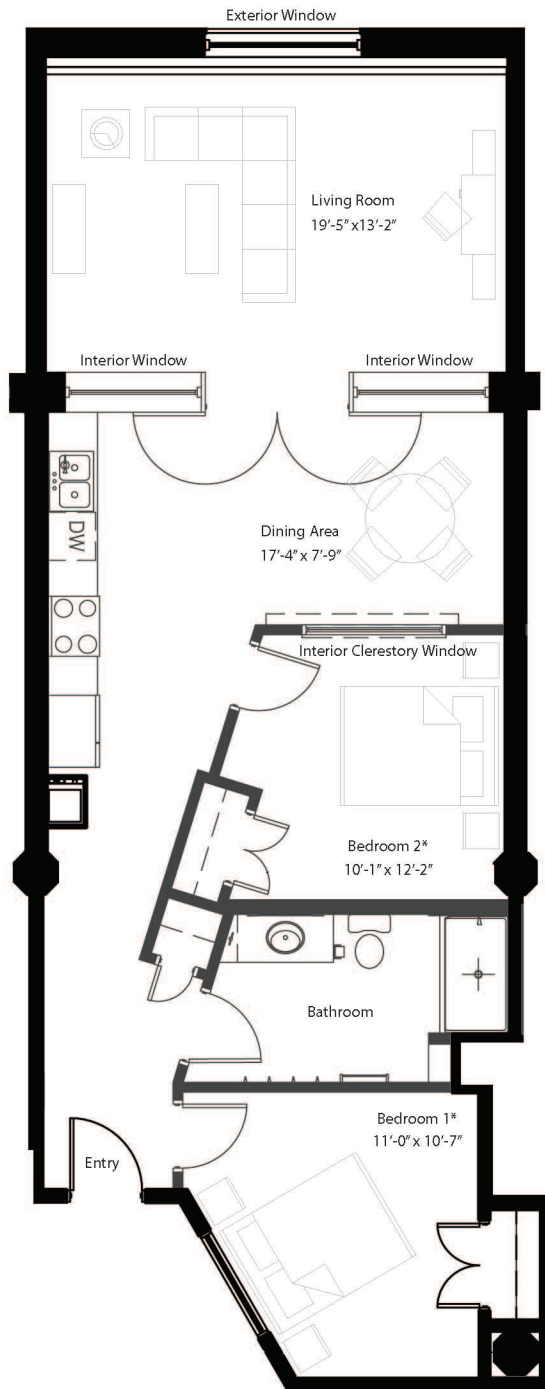 Exterior Window
Living Room
19'-5" x13'-2"
Interior Window
Interior Window
DW
Dining Area
17'-4" x 7'-9"
Interior Clerestory Window
Bedroom 2*
10'-1" x 12'-2"
Bathroom
Bedroom 1*
11'-0" x 10'-7"
Entry